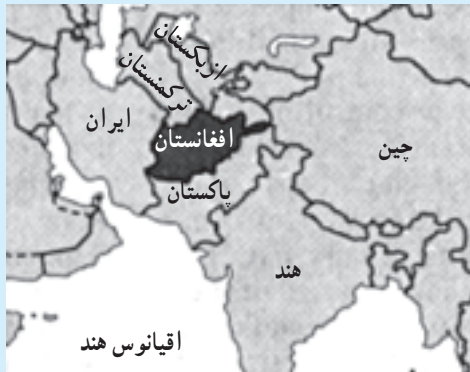 ازبکستان
ترکمنستان
ایران
افغانستان
چین
پاکستان
هند
اقیانوس هند